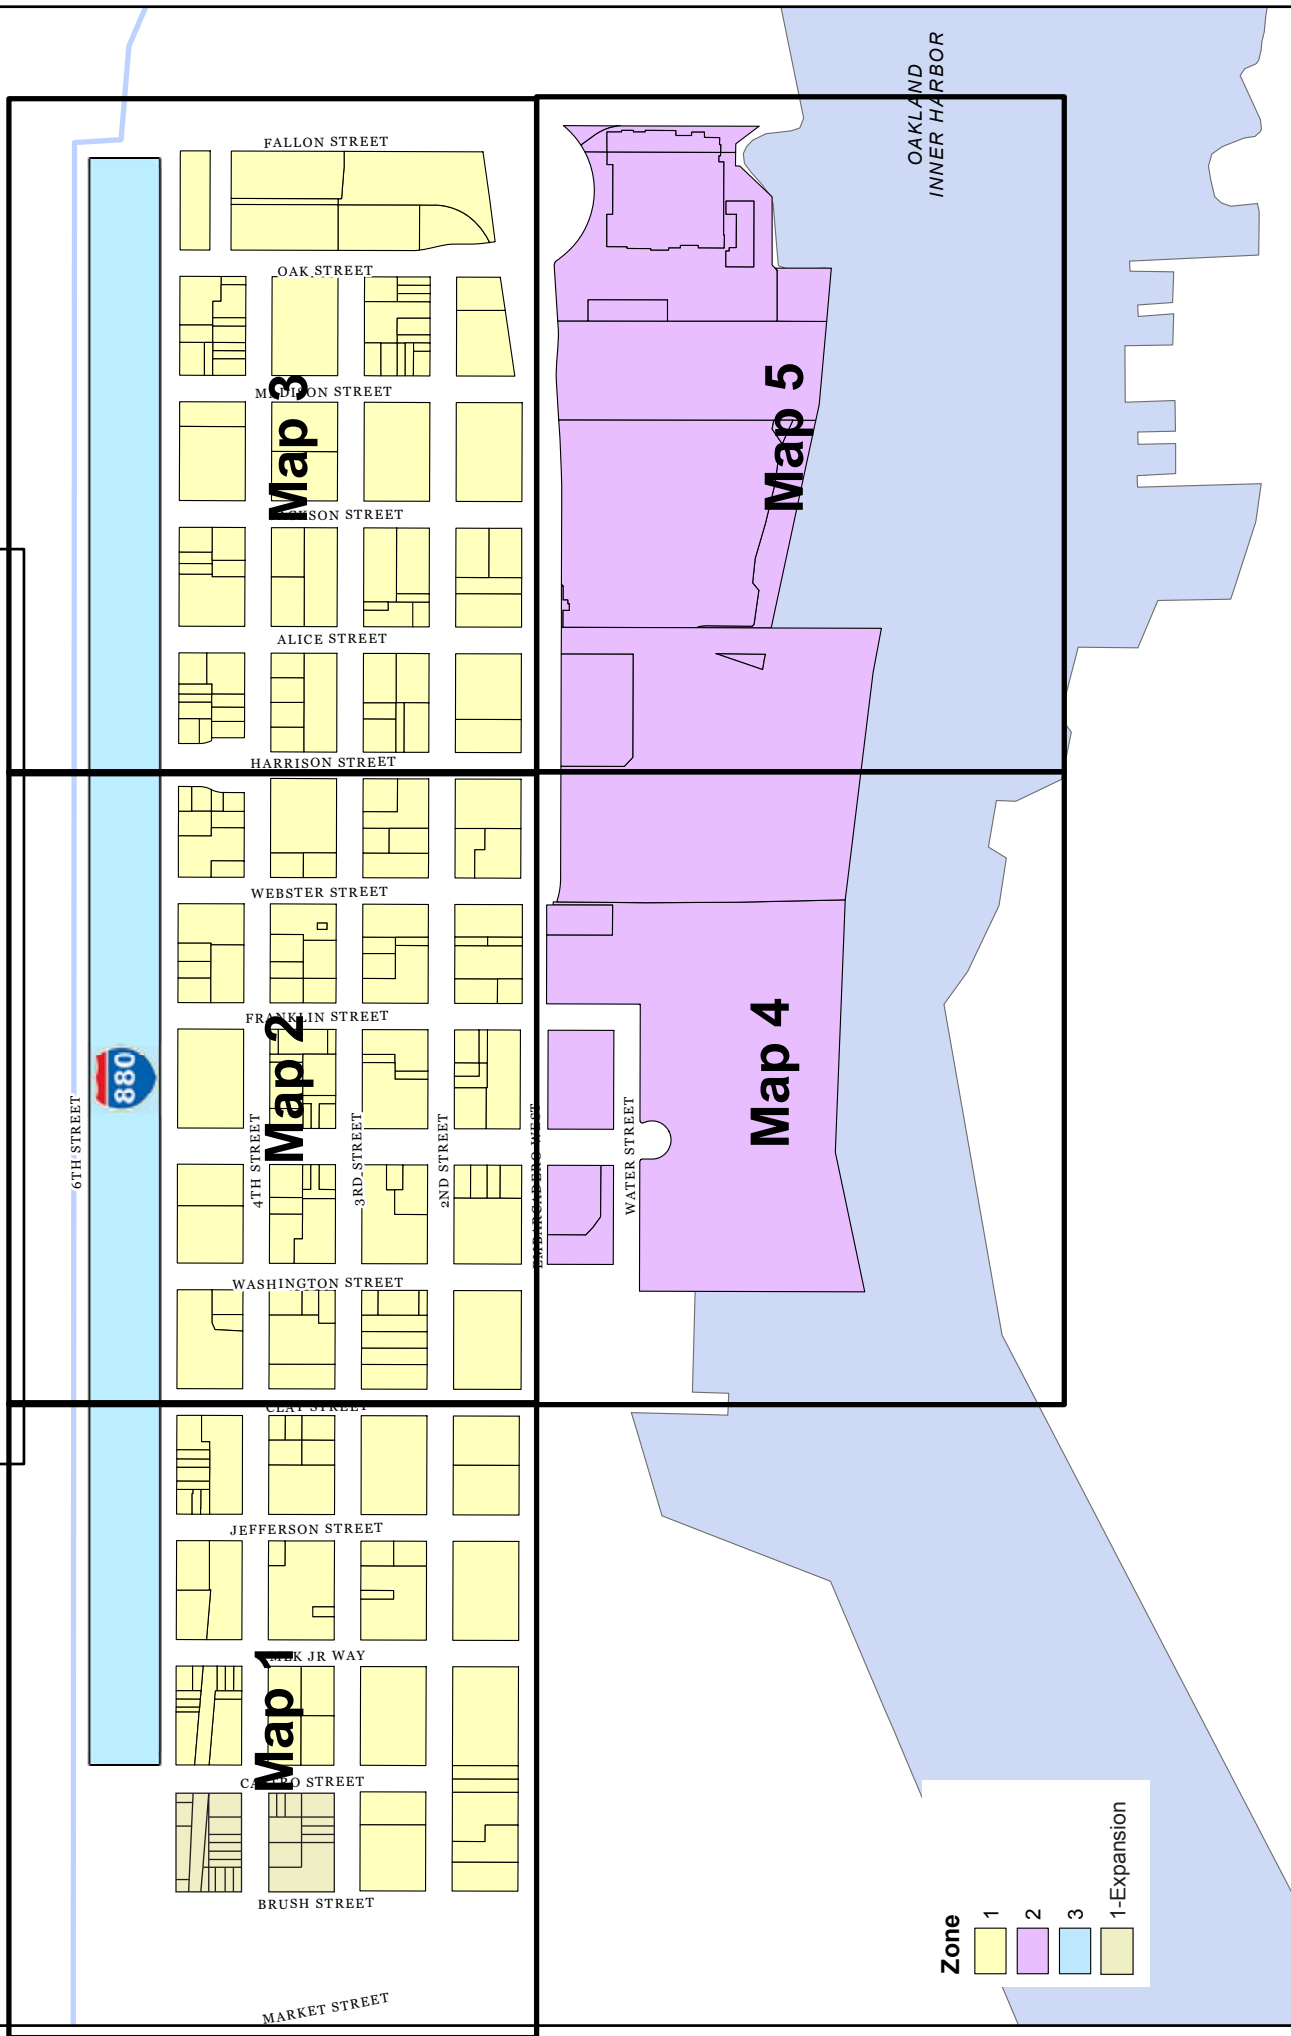 OAKLAND
INNER HARBOR
FALLON STREET
OAK STREET
MADISON STREET
Map 3
Map 5
ALICE STREET
HARRISON STREET
WEBSTER STREET
FRANKLIN STREET
880
Map 2
Map 4
6TH STREET
4TH STREET
3RD STREET
2ND STREET
EMBARCADERO WEST
WATER STREET
WASHINGTON STREET
CLAY STREET
JEFFERSON STREET
MLK JR WAY
Map 1
CASTRO STREET
BRUSH STREET
MARKET STREET
Zone
1
2
3
1-Expansion